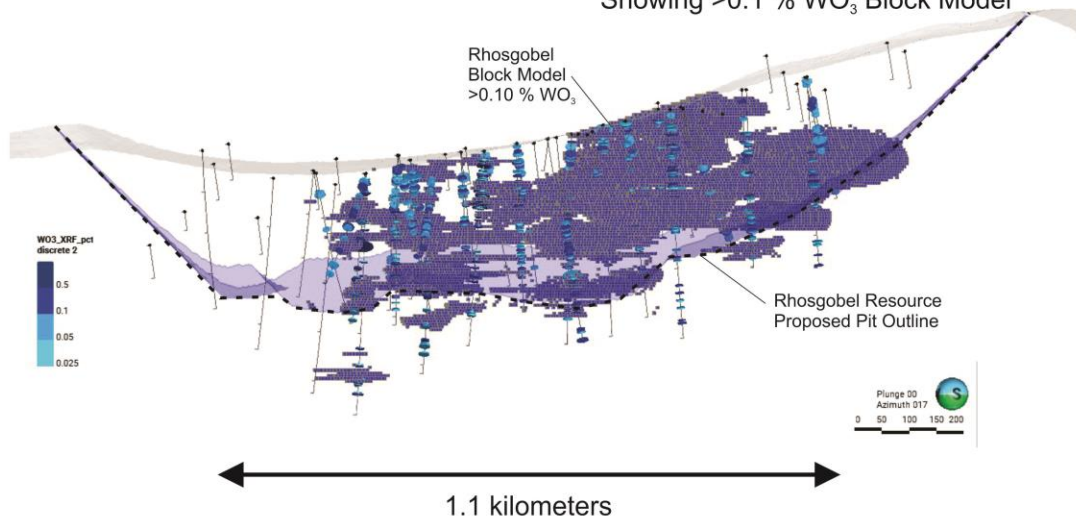 Showing >0.1 % WO₃ Block Model
Rhosgobel
Block Model
>0.10 % WO₃
WO3_XRF_pct
discrete 2
0.5
0.1
0.05
0.025
Rhosgobel Resource
Proposed Pit Outline
Plunge 00
Azimuth 017
S
0 50 100 150 200
1.1 kilometers